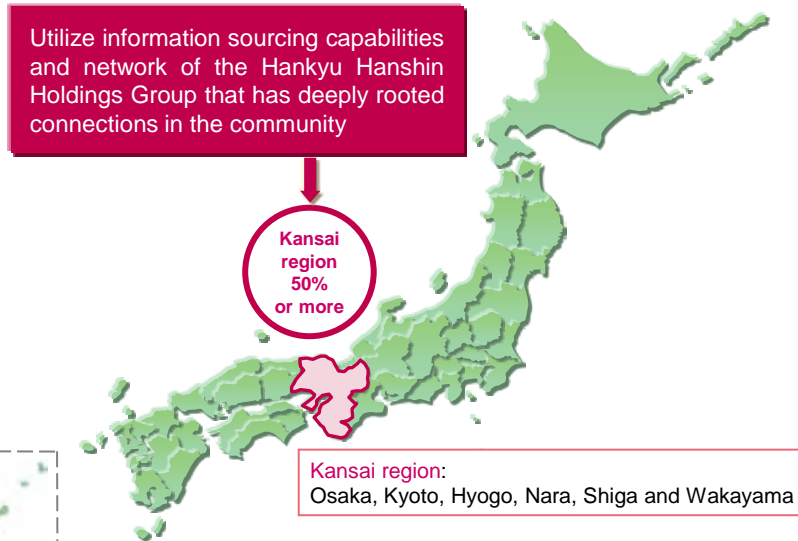 Utilize information sourcing capabilities
and network of the Hankyu Hanshin
Holdings Group that has deeply rooted
connections in the community
Kansai
region
50%
or more
Kansai region:
Osaka, Kyoto, Hyogo, Nara, Shiga and Wakayama